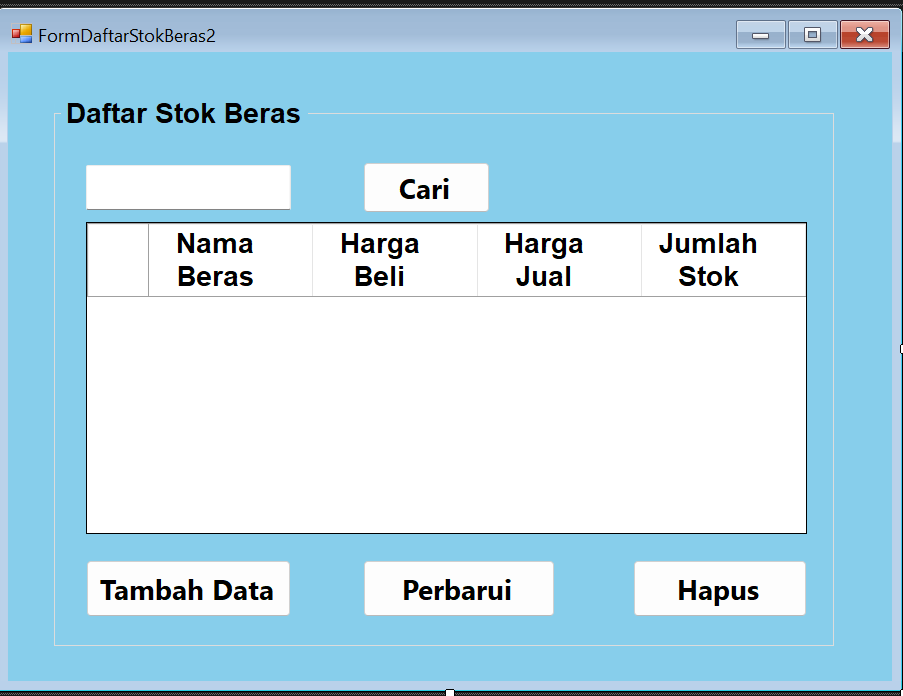 FormDaftarStokBeras2
Daftar Stok Beras
Cari
Nama Beras
Harga Beli
Harga Jual
Jumlah Stok
Tambah Data
Perbarui
Hapus